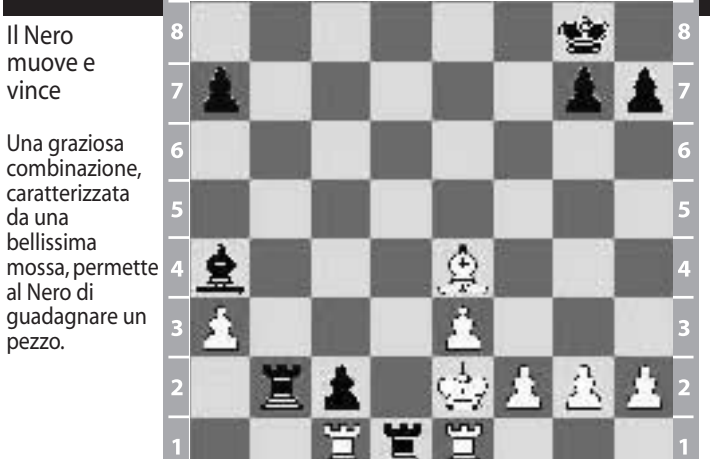 Il Nero
muove e
vince
Una graziosa
combinazione,
caratterizzata
da una
bellissima
mossa, permette
al Nero di
guadagnare un
pezzo.
8 8
7 7
6 6
5 5
4 4
3 3
2 2
1 1